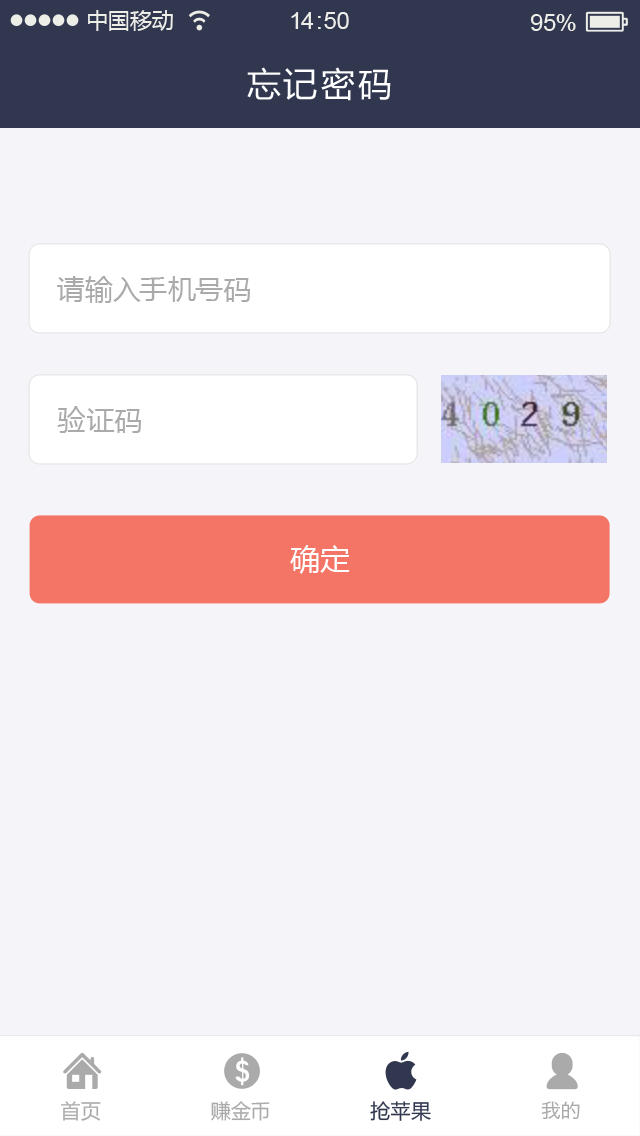 中国移动 14:50 95%
忘记密码
请输入手机号码
验证码 4029
确定
首页 赚金币 抢苹果 我的